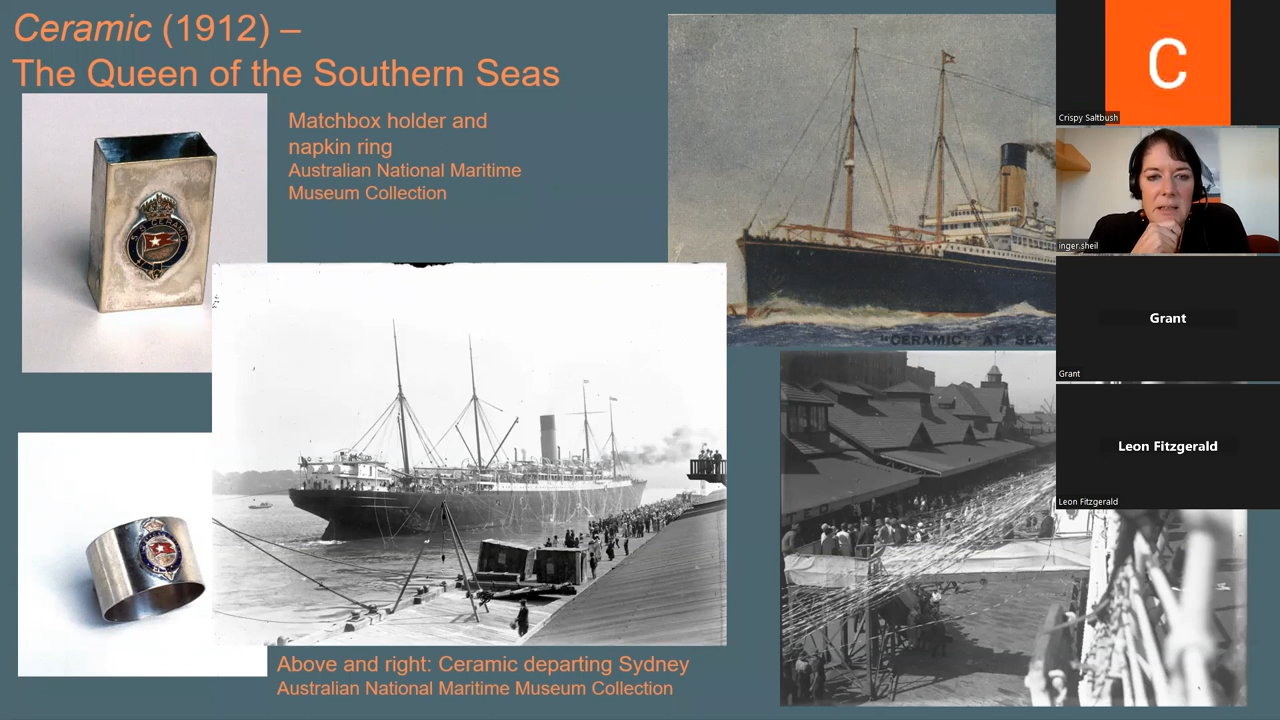 Ceramic (1912) –
The Queen of the Southern Seas
Matchbox holder and
napkin ring
Australian National Maritime
Museum Collection
"CERAMIC" AT SEA.
Above and right: Ceramic departing Sydney
Australian National Maritime Museum Collection
C
Crispy Saltbush
inger.sheil
Grant
Grant
Leon Fitzgerald
Leon Fitzgerald